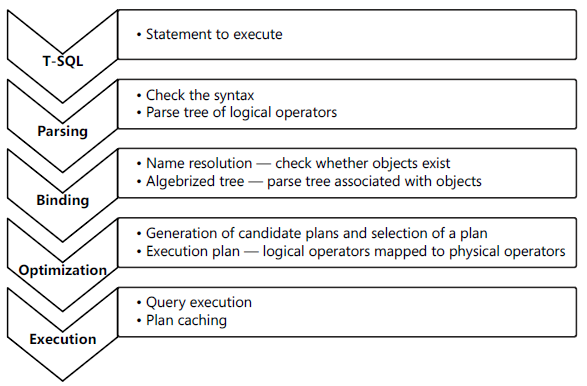 T-SQL
• Statement to execute
Parsing
• Check the syntax
• Parse tree of logical operators
Binding
• Name resolution — check whether objects exist
• Algebrized tree — parse tree associated with objects
Optimization
• Generation of candidate plans and selection of a plan
• Execution plan — logical operators mapped to physical operators
Execution
• Query execution
• Plan caching